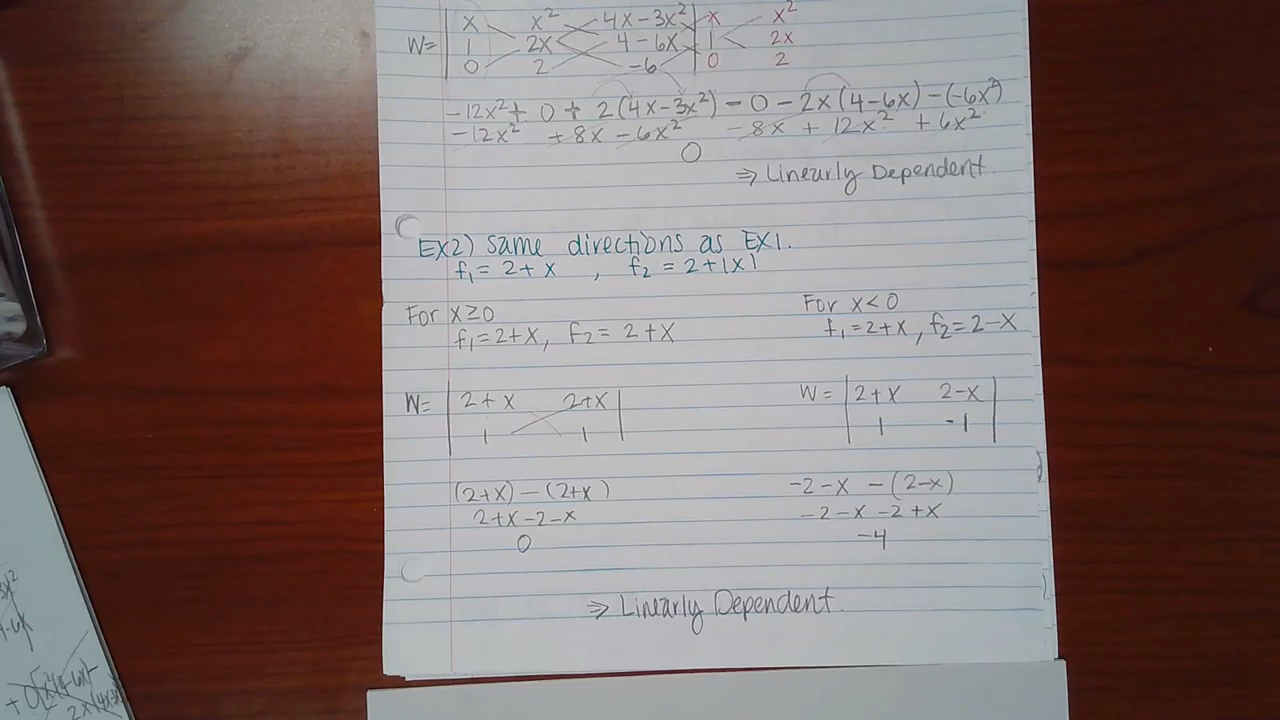 x x² 4x-3x² x x²
W= 1 2x 4-6x 1 2x
0 2 -6 0 2
-12x² + 0 + 2(4x-3x²) - 0 - 2x(4-6x) - (-6x²)
-12x² + 8x - 6x² - 8x + 12x² + 6x²
0
⇒ Linearly Dependent.
EX2) same directions as EX1.
f₁ = 2+x , f₂ = 2+|x|
For x≥0 For x<0
f₁=2+x, f₂= 2+x f₁=2+x, f₂=2-x
W= 2+x 2+x W= 2+x 2-x
1 1 1 -1
(2+x) - (2+x) -2-x - (2-x)
2+x-2-x -2-x-2+x
0 -4
⇒ Linearly Dependent.